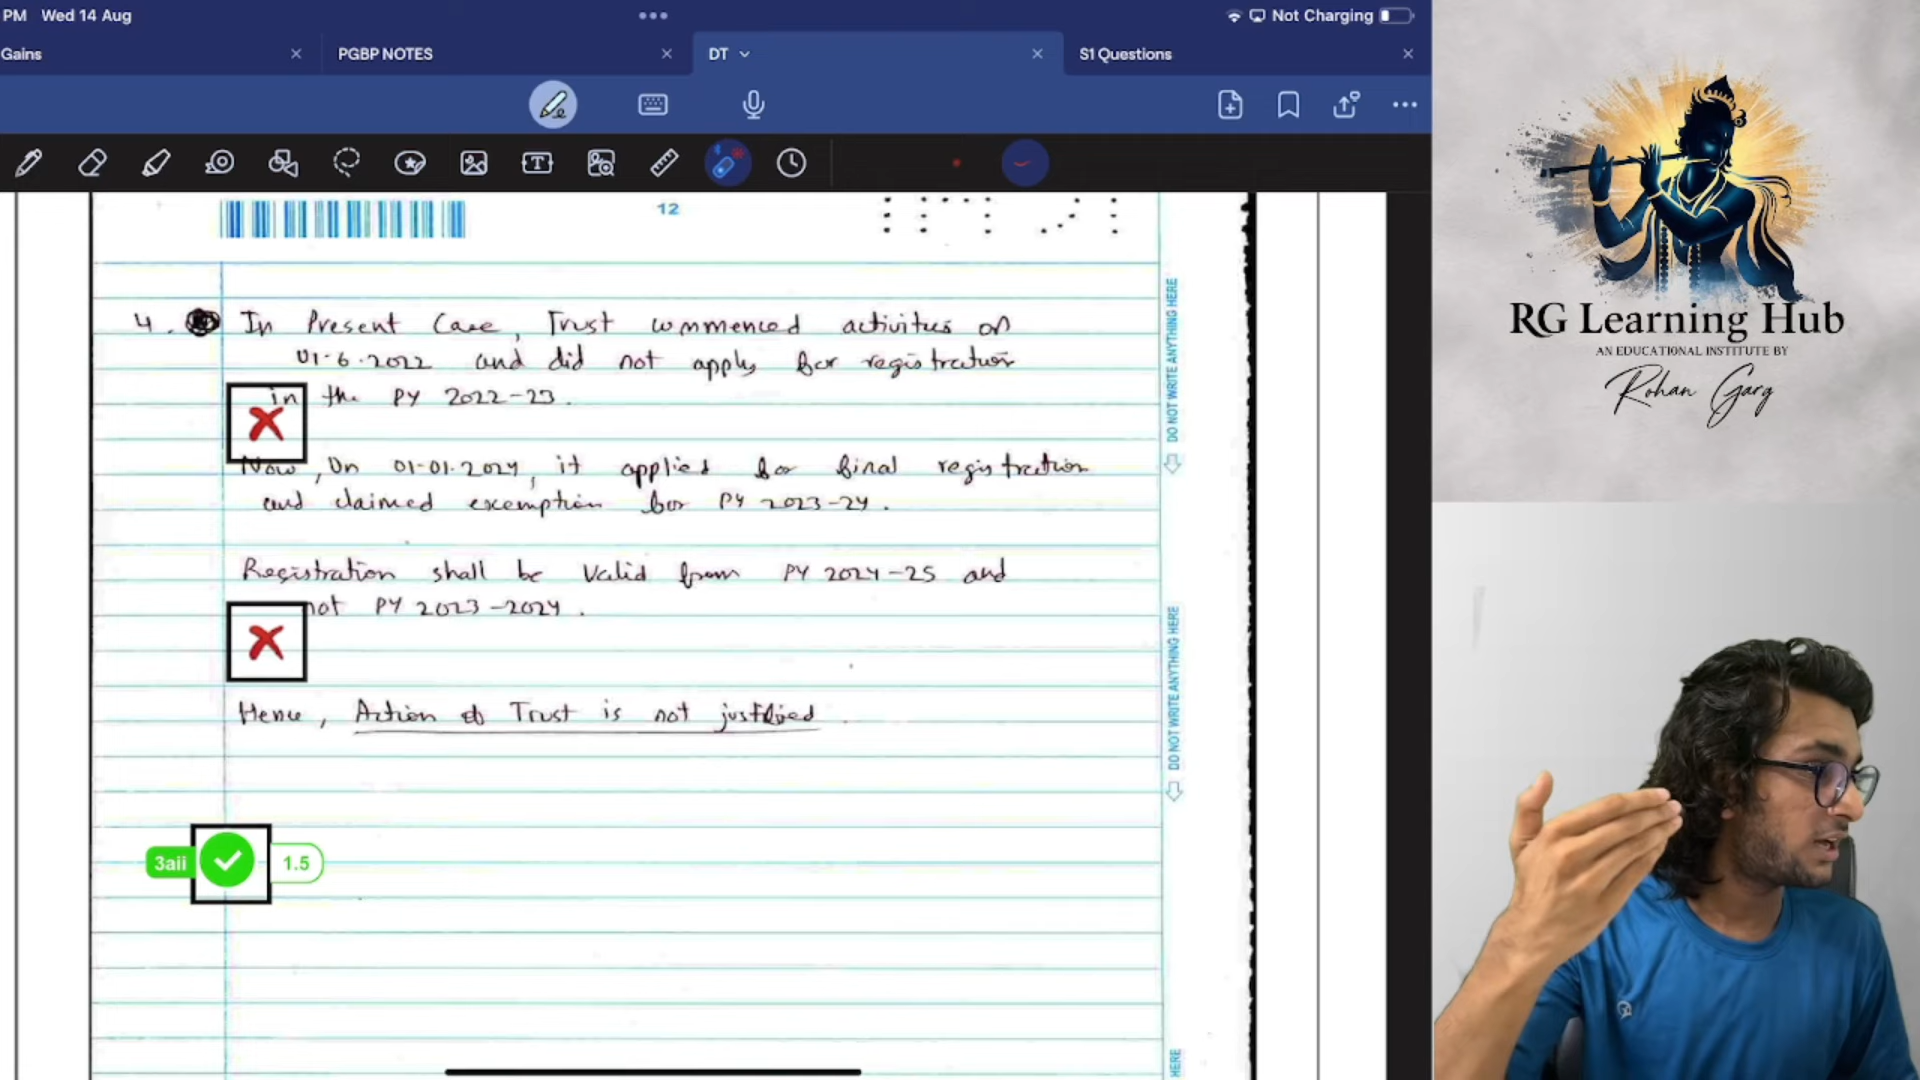 PM Wed 14 Aug
Not Charging
Gains
PGBP NOTES
DT
S1 Questions
12
4. In Present Case, Trust commenced activities on
01-6-2022 and did not apply for registration
in the PY 2022-23.
Now, On 01-01-2024, it applied for final registration
and claimed exemption for PY 2023-24.
Registration shall be valid from PY 2024-25 and
not PY 2023-2024.
Hence, Action of Trust is not justified.
3aii 1.5
DO NOT WRITE ANYTHING HERE
DO NOT WRITE ANYTHING HERE
HERE
RG Learning Hub
AN EDUCATIONAL INSTITUTE BY
Rohan Garg